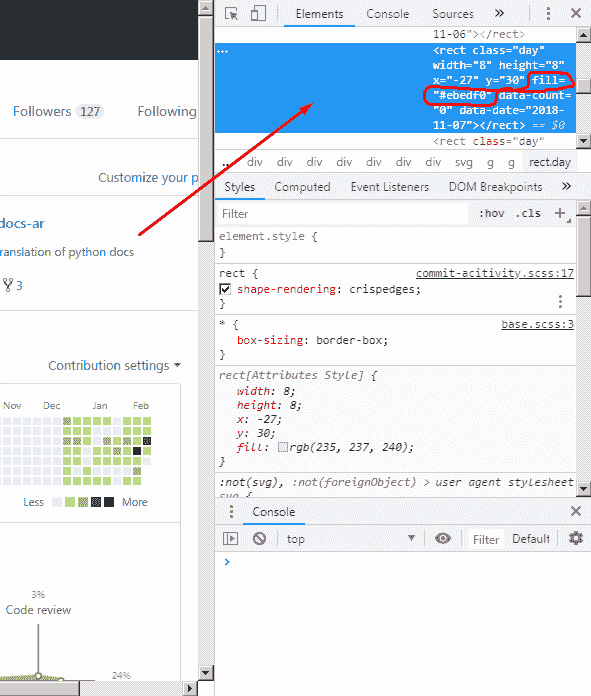 Elements Console Sources »
11-06"></rect>
... <rect class="day"
width="8" height="8"
x="-27" y="30" fill=
"#ebedf0" data-count=
"0" data-date="2018-
11-07"></rect> == $0
<rect class="day"
... div div div div div div div svg g g rect.day
Styles Computed Event Listeners DOM Breakpoints »
Filter :hov .cls +
element.style {
}
rect { commit-acitivity.scss:17
shape-rendering: crispedges;
}
* { base.scss:3
box-sizing: border-box;
}
rect[Attributes Style] {
width: 8;
height: 8;
x: -27;
y: 30;
fill: rgb(235, 237, 240);
}
:not(svg), :not(foreignObject) > user agent stylesheet
svg {
Console
top Filter Default
>
Followers 127 Following
Customize your p
docs-ar
ranslation of python docs
3
Contribution settings
Nov Dec Jan Feb
Less More
3%
Code review
24%